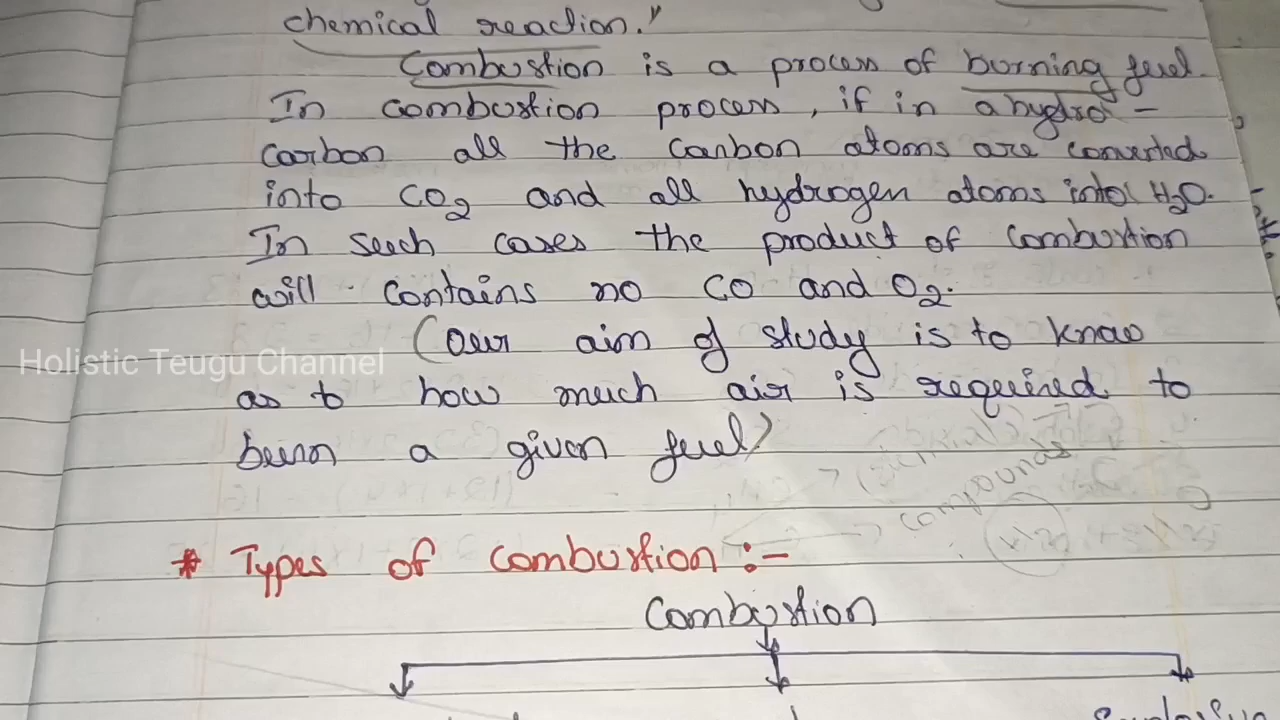 chemical reaction."
Combustion is a process of burning fuel.
In combustion process, if in a hydro-
carbon all the carbon atoms are converted
into CO2 and all hydrogen atoms into H2O.
In such cases the product of combustion
will contains no CO and O2.
(Our aim of study is to know
Holistic Teugu Channel
as to how much air is required to
burn a given fuel)
compounds
* Types of combustion :-
Combustion